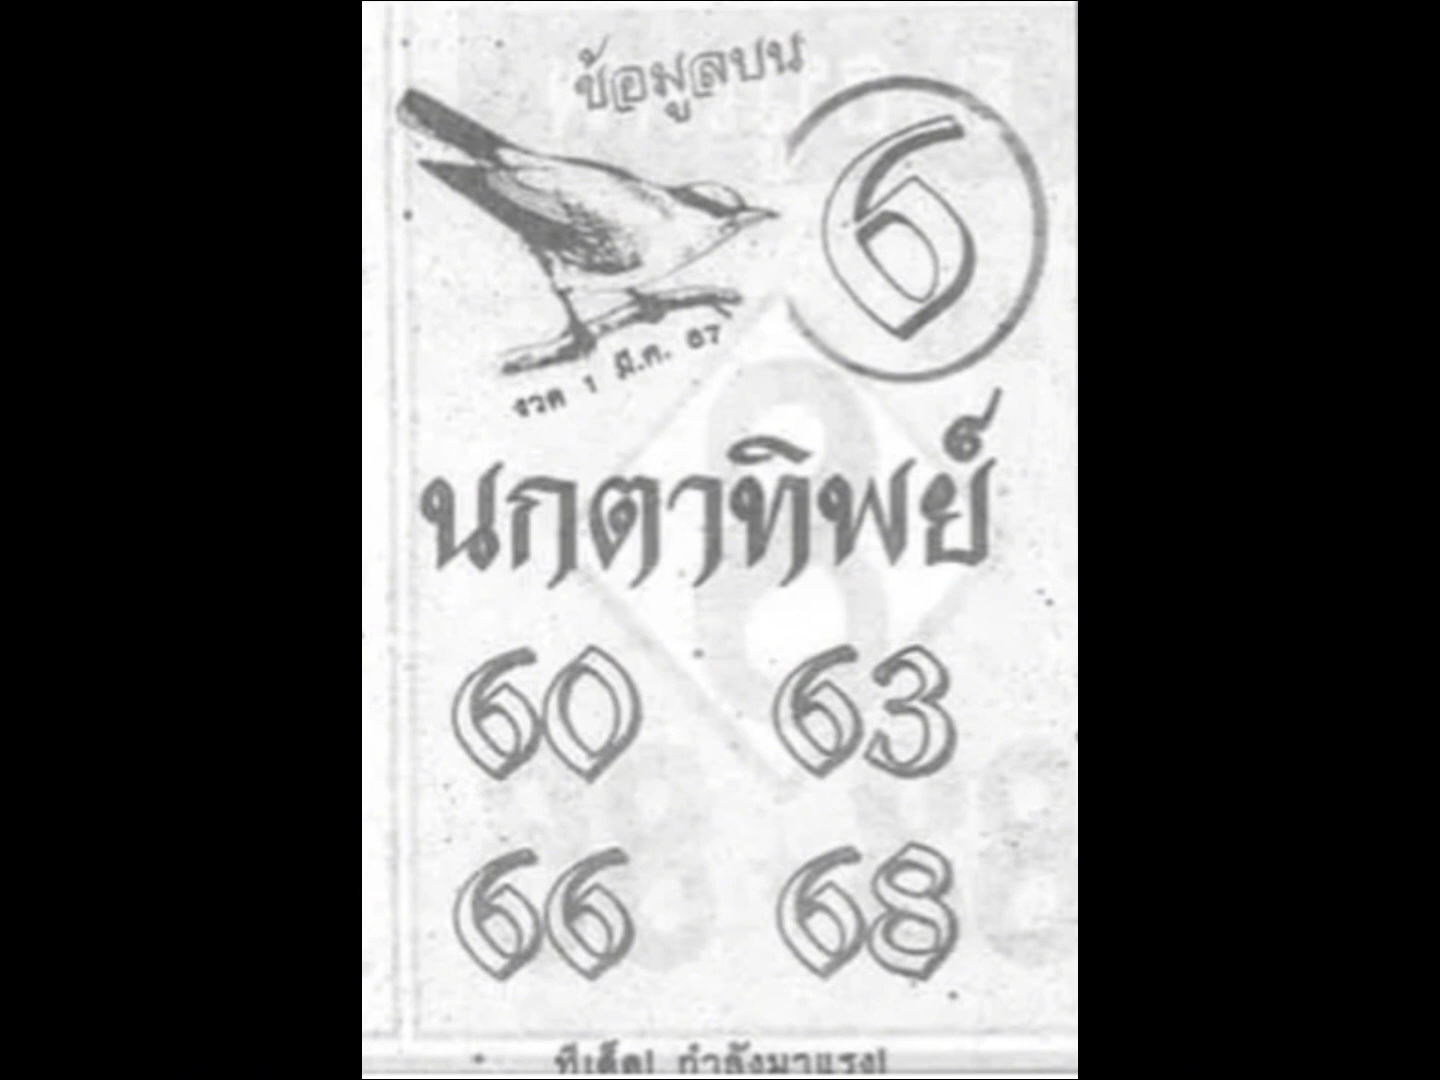 ข้อมูลบน
6
งวด 1 มี.ค. 67
นกตาทิพย์
60 63
66 68
ทีเด็ด! กำลังมาแรง!